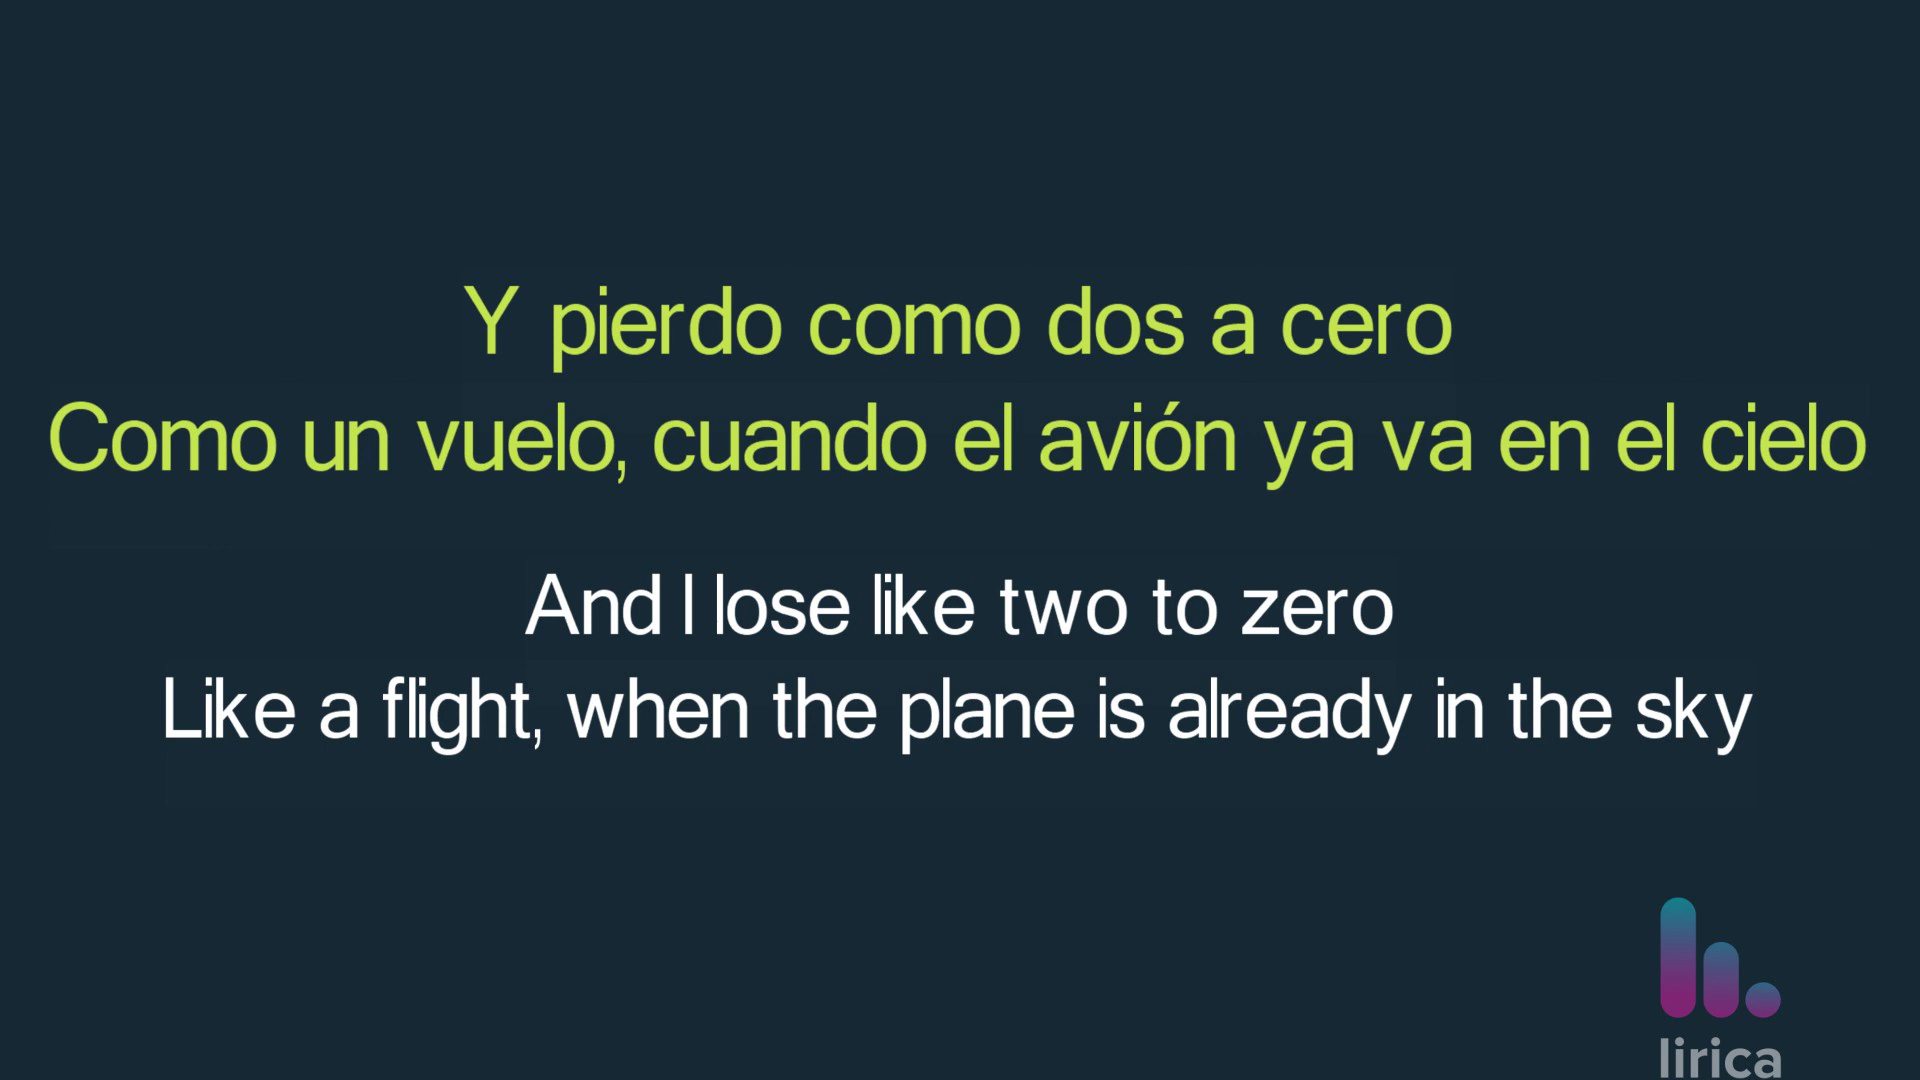 Y pierdo como dos a cero
Como un vuelo, cuando el avión ya va en el cielo
And I lose like two to zero
Like a flight, when the plane is already in the sky
lirica